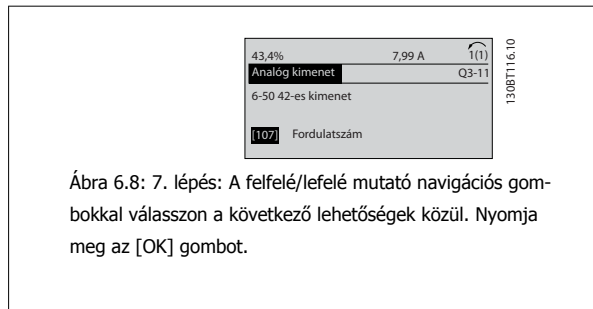 43,4% 7,99 A 1(1)
Analóg kimenet Q3-11
6-50 42-es kimenet
[107] Fordulatszám
130BT116.10
Ábra 6.8: 7. lépés: A felfelé/lefelé mutató navigációs gom-
bokkal válasszon a következő lehetőségek közül. Nyomja
meg az [OK] gombot.